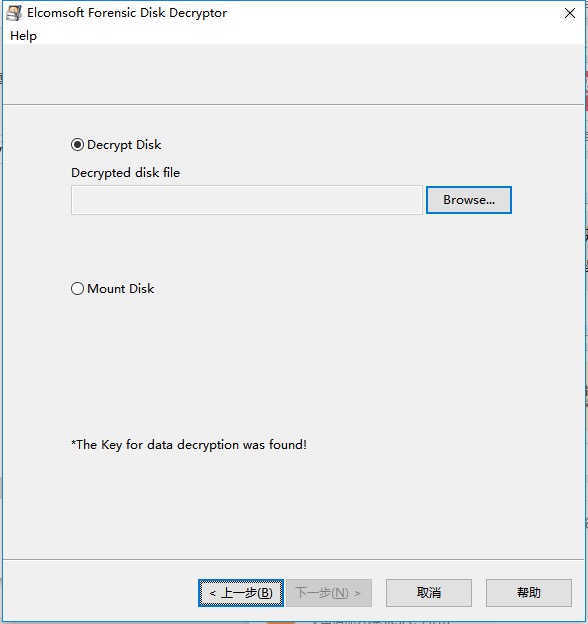 Elcomsoft Forensic Disk Decryptor
Help
Decrypt Disk
Decrypted disk file
Browse...
Mount Disk
*The Key for data decryption was found!
< 上一步(B) 下一步(N) > 取消 帮助